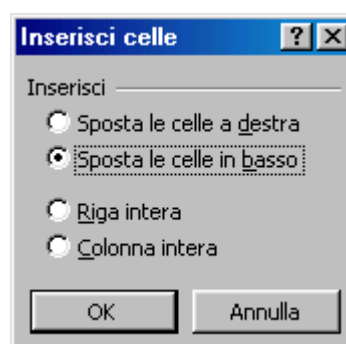 Inserisci celle
Inserisci
Sposta le celle a destra
Sposta le celle in basso
Riga intera
Colonna intera
OK Annulla